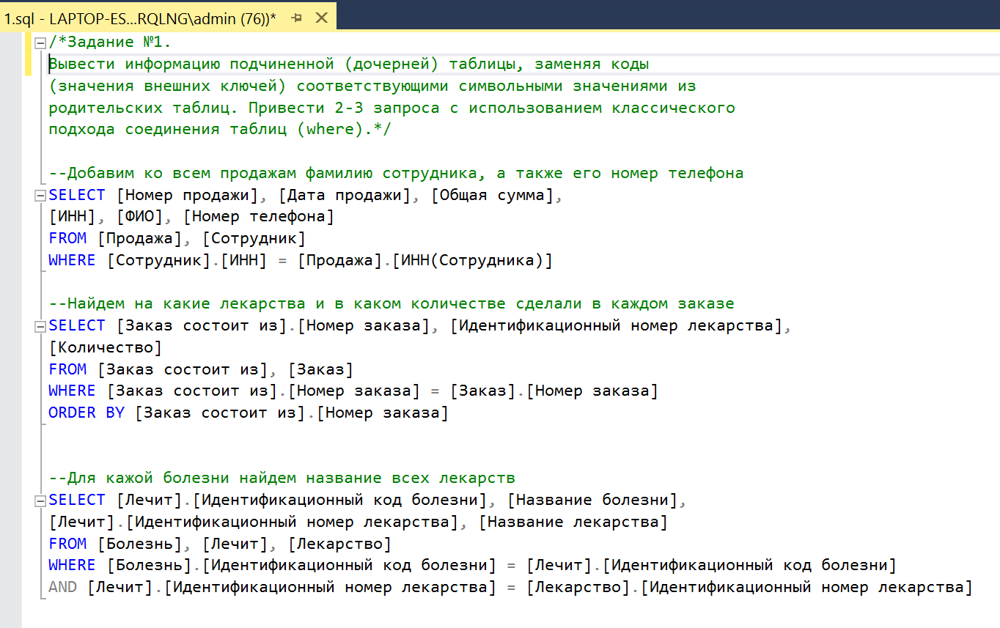 1.sql - LAPTOP-ES...RQLNG\admin (76))*
/*Задание №1.
Вывести информацию подчиненной (дочерней) таблицы, заменяя коды
(значения внешних ключей) соответствующими символьными значениями из
родительских таблиц. Привести 2-3 запроса с использованием классического
подхода соединения таблиц (where).*/
--Добавим ко всем продажам фамилию сотрудника, а также его номер телефона
SELECT [Номер продажи], [Дата продажи], [Общая сумма],
[ИНН], [ФИО], [Номер телефона]
FROM [Продажа], [Сотрудник]
WHERE [Сотрудник].[ИНН] = [Продажа].[ИНН(Сотрудника)]
--Найдем на какие лекарства и в каком количестве сделали в каждом заказе
SELECT [Заказ состоит из].[Номер заказа], [Идентификационный номер лекарства],
[Количество]
FROM [Заказ состоит из], [Заказ]
WHERE [Заказ состоит из].[Номер заказа] = [Заказ].[Номер заказа]
ORDER BY [Заказ состоит из].[Номер заказа]
--Для кажой болезни найдем название всех лекарств
SELECT [Лечит].[Идентификационный код болезни], [Название болезни],
[Лечит].[Идентификационный номер лекарства], [Название лекарства]
FROM [Болезнь], [Лечит], [Лекарство]
WHERE [Болезнь].[Идентификационный код болезни] = [Лечит].[Идентификационный код болезни]
AND [Лечит].[Идентификационный номер лекарства] = [Лекарство].[Идентификационный номер лекарства]